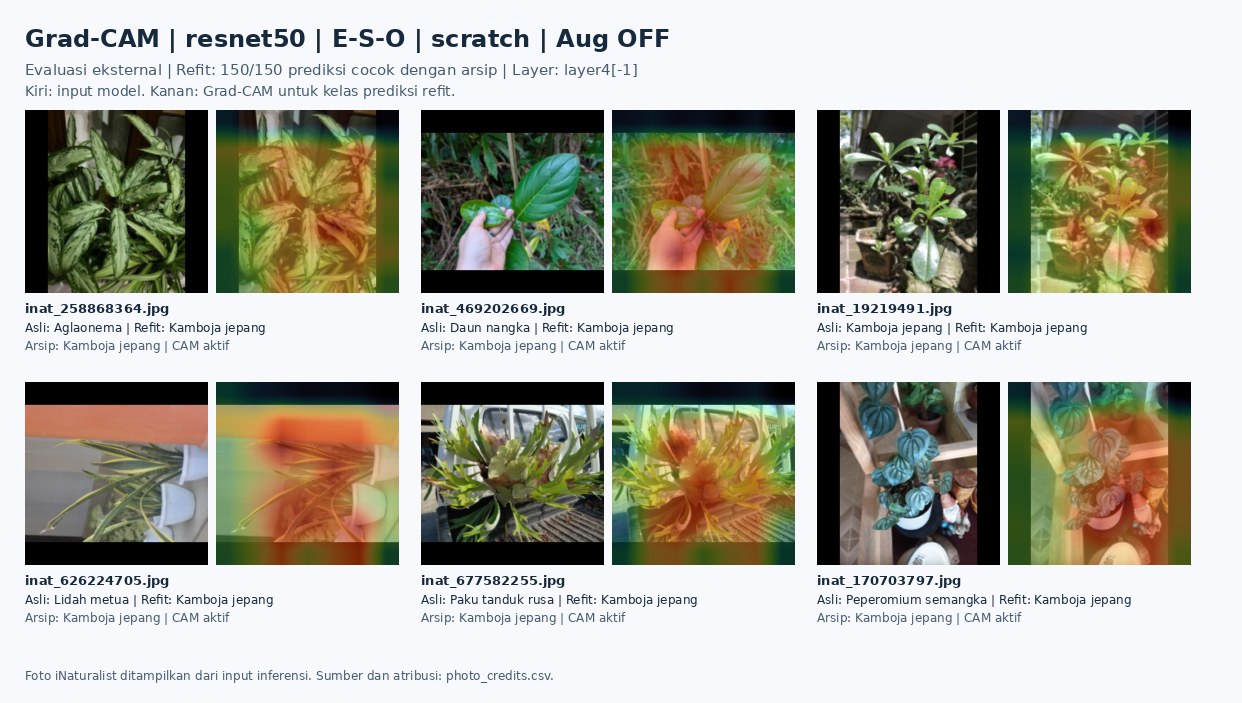 Grad-CAM | resnet50 | E-S-O | scratch | Aug OFF
Evaluasi eksternal | Refit: 150/150 prediksi cocok dengan arsip | Layer: layer4[-1]
Kiri: input model. Kanan: Grad-CAM untuk kelas prediksi refit.
inat_258868364.jpg
Asli: Aglaonema | Refit: Kamboja jepang
Arsip: Kamboja jepang | CAM aktif
inat_469202669.jpg
Asli: Daun nangka | Refit: Kamboja jepang
Arsip: Kamboja jepang | CAM aktif
inat_19219491.jpg
Asli: Kamboja jepang | Refit: Kamboja jepang
Arsip: Kamboja jepang | CAM aktif
inat_626224705.jpg
Asli: Lidah metua | Refit: Kamboja jepang
Arsip: Kamboja jepang | CAM aktif
inat_677582255.jpg
Asli: Paku tanduk rusa | Refit: Kamboja jepang
Arsip: Kamboja jepang | CAM aktif
inat_170703797.jpg
Asli: Peperomium semangka | Refit: Kamboja jepang
Arsip: Kamboja jepang | CAM aktif
Foto iNaturalist ditampilkan dari input inferensi. Sumber dan atribusi: photo_credits.csv.